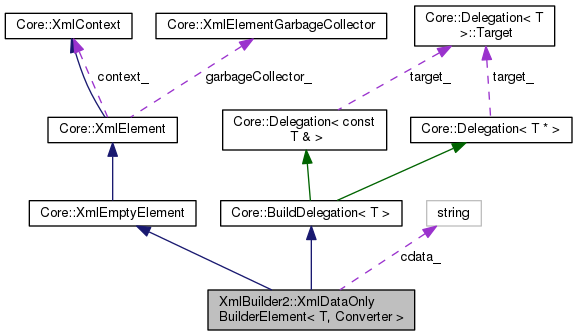 Core::XmlContext
Core::XmlElementGarbageCollector
Core::Delegation< T
>::Target
context_
garbageCollector_
target_
target_
Core::XmlElement
Core::Delegation< const
T & >
Core::Delegation< T * >
Core::XmlEmptyElement
Core::BuildDelegation< T >
string
cdata_
XmlBuilder2::XmlDataOnly
BuilderElement< T, Converter >